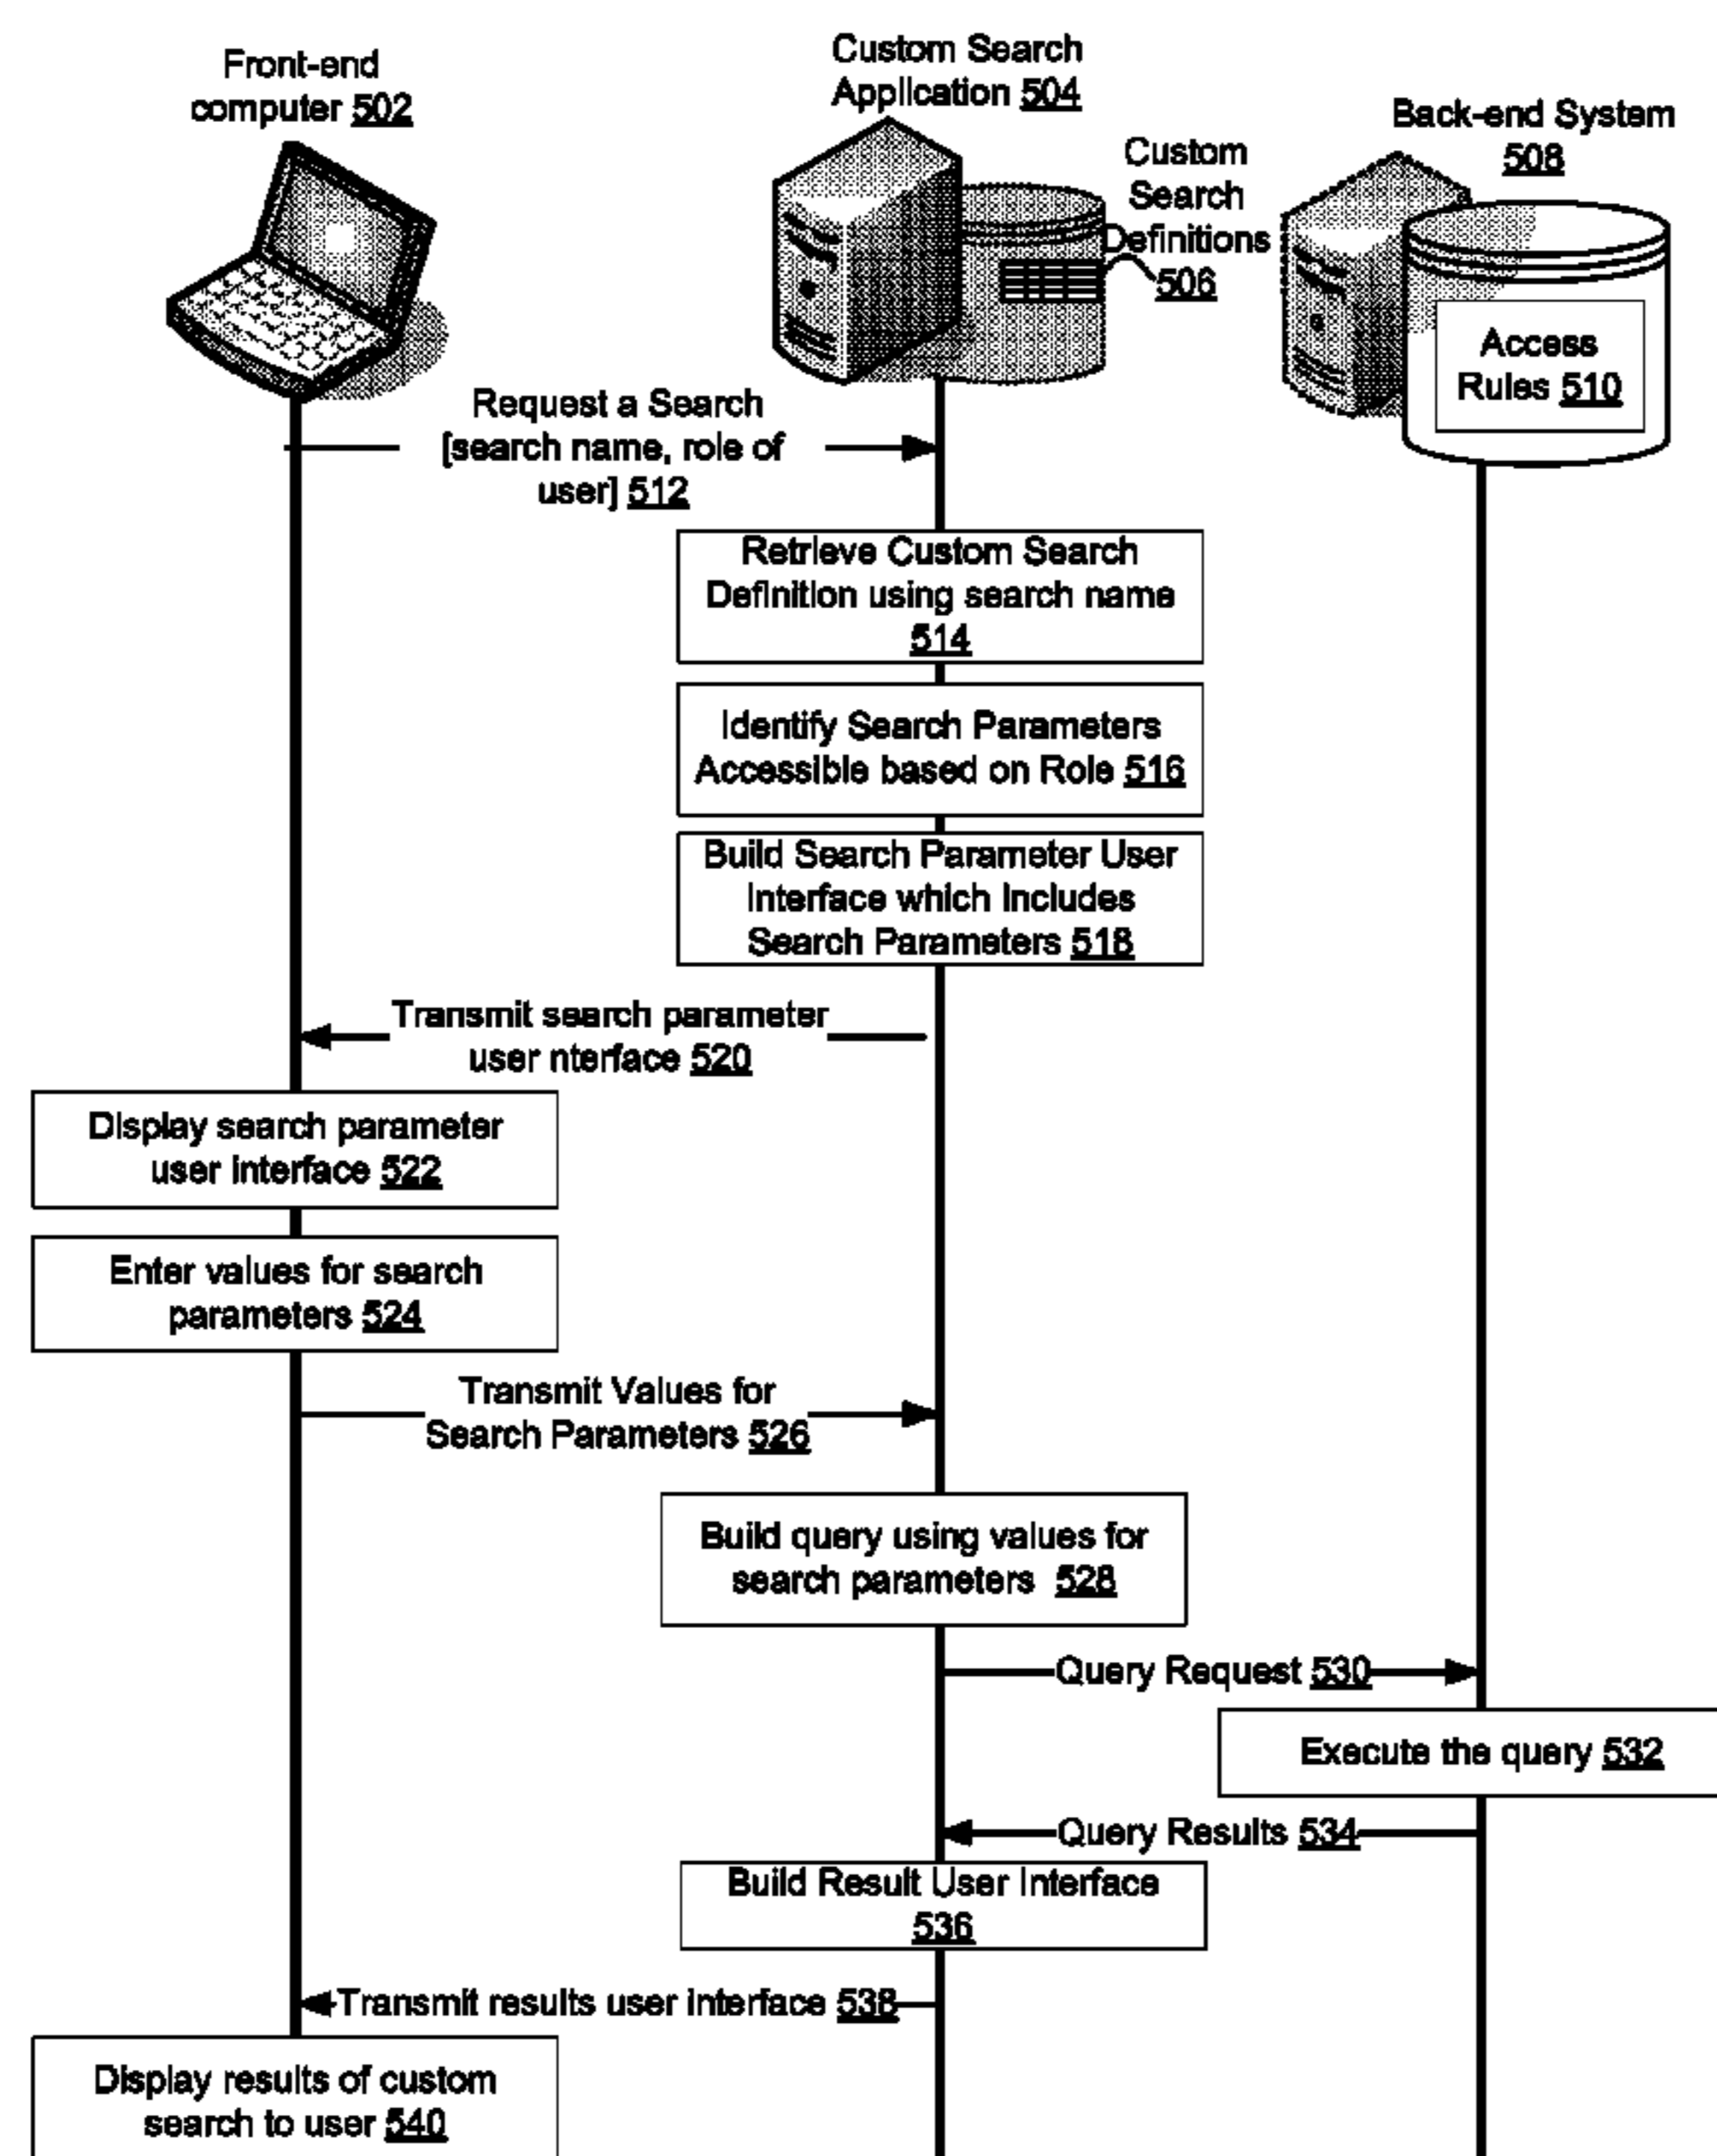 Front-end
computer 502
Custom Search
Application 504
Custom
Search
Definitions
506
Back-end System
508
Access
Rules 510
Request a Search
[search name, role of
user] 512
Retrieve Custom Search
Definition using search name
514
Identify Search Parameters
Accessible based on Role 516
Build Search Parameter User
Interface which Includes
Search Parameters 518
Transmit search parameter
user nterface 520
Display search parameter
user interface 522
Enter values for search
parameters 524
Transmit Values for
Search Parameters 526
Build query using values for
search parameters 528
Query Request 530
Execute the query 532
Query Results 534
Build Result User Interface
536
Transmit results user interface 538
Display results of custom
search to user 540